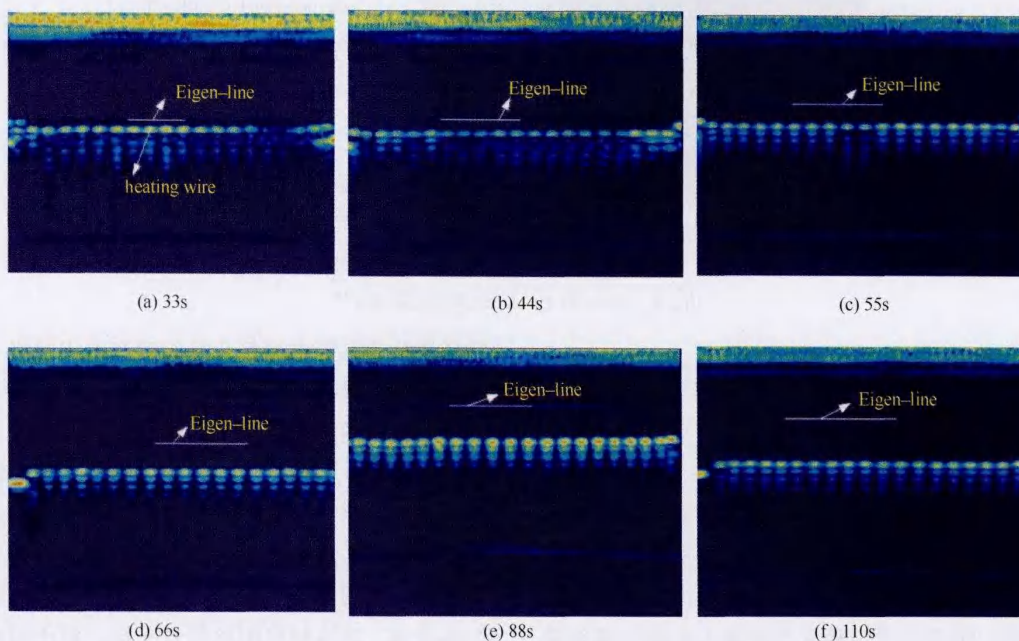 Eigen-line
heating wire
(a) 33s
Eigen-line
(b) 44s
Eigen-line
(c) 55s
Eigen-line
(d) 66s
Eigen-line
(e) 88s
Eigen-line
(f) 110s